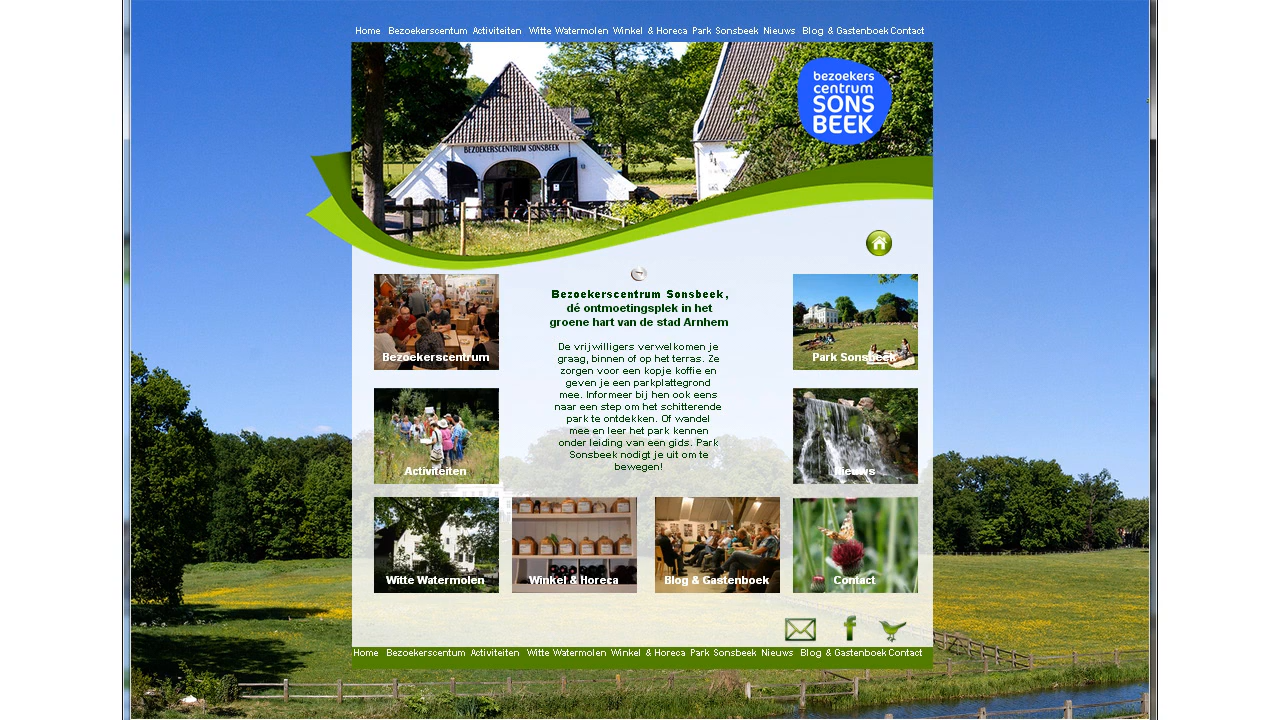 Home Bezoekerscentum Activiteiten Witte Watermolen Winkel & Horeca Park Sonsbeek Nieuws Blog & Gastenboek Contact
bezoekers
centrum
SONS
BEEK
BEZOEKERSCENTRUM SONSBEEK
Bezoekerscentrum Sonsbeek,
dé ontmoetingsplek in het
groene hart van de stad Arnhem
De vrijwilligers verwelkomen je
graag, binnen of op het terras. Ze
zorgen voor een kopje koffie en
geven je een parkplattegrond
mee. Informeer bij hen ook eens
naar een step om het schitterende
park te ontdekken. Of wandel
mee en leer het park kennen
onder leiding van een gids. Park
Sonsbeek nodigt je uit om te
bewegen!
Bezoekerscentrum
Park Sonsbeek
Activiteiten
Nieuws
Witte Watermolen
Winkel & Horeca
Blog & Gastenboek
Contact
f
Home Bezoekerscentum Activiteiten Witte Watermolen Winkel & Horeca Park Sonsbeek Nieuws Blog & Gastenboek Contact